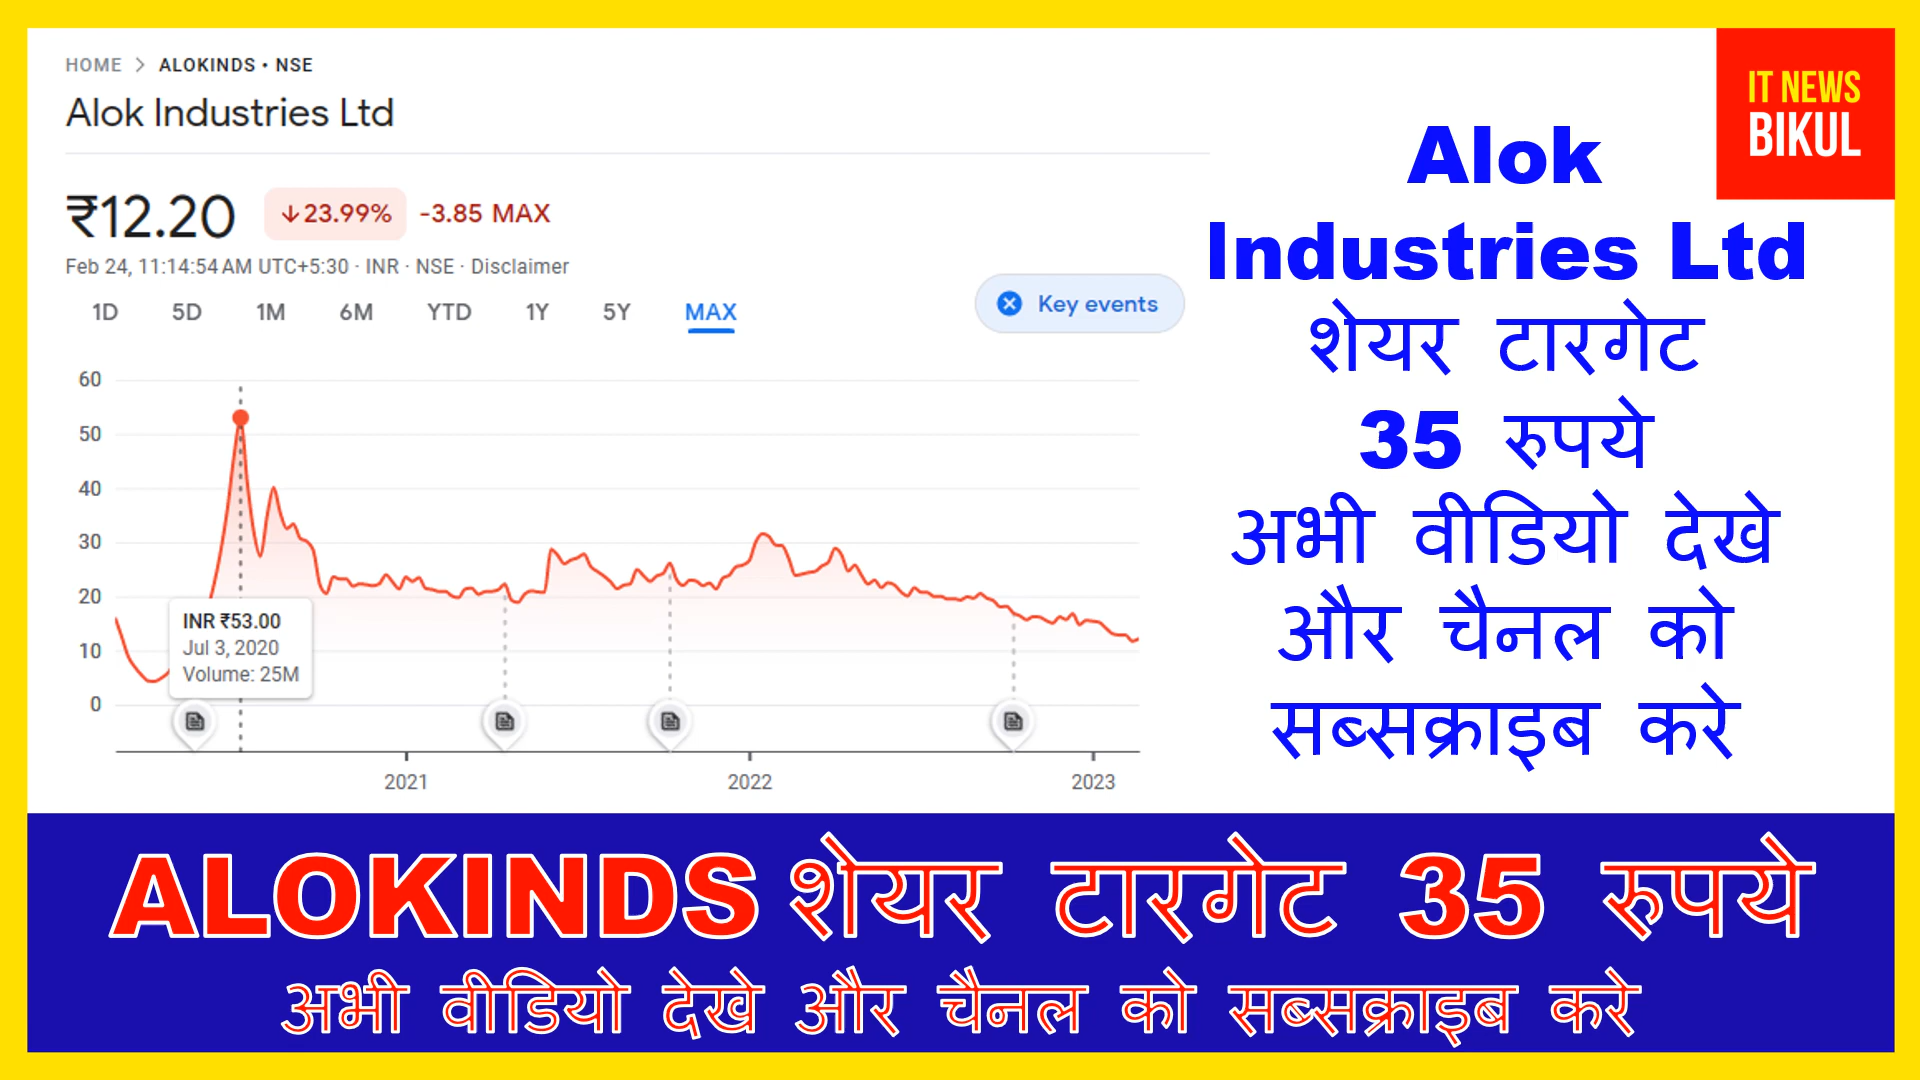 HOME > ALOKINDS • NSE
Alok Industries Ltd
₹12.20 ↓23.99% -3.85 MAX
Feb 24, 11:14:54 AM UTC+5:30 · INR · NSE · Disclaimer
1D 5D 1M 6M YTD 1Y 5Y MAX
Key events
60
50
40
30
20
10
0
INR ₹53.00
Jul 3, 2020
Volume: 25M
2021 2022 2023
IT NEWS
BIKUL
Alok
Industries Ltd
शेयर टारगेट
35 रुपये
अभी वीडियो देखे
और चैनल को
सब्सक्राइब करे
ALOKINDS शेयर टारगेट 35 रुपये
अभी वीडियो देखे और चैनल को सब्सक्राइब करे